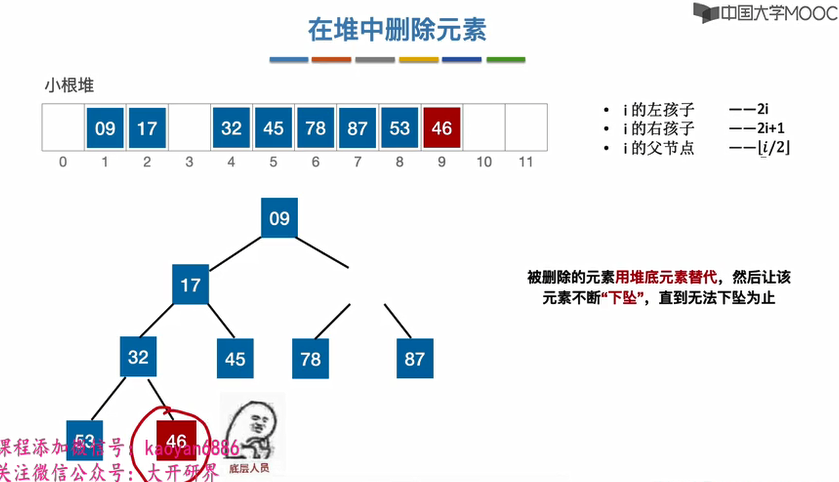 在堆中删除元素
中国大学MOOC
小根堆
09 17 32 45 78 87 53 46
0 1 2 3 4 5 6 7 8 9 10 11
• i 的左孩子 ——2i
• i 的右孩子 ——2i+1
• i 的父节点 ——⌊i/2⌋
09
17
32 45 78 87
53 46
被删除的元素用堆底元素替代，然后让该
元素不断“下坠”，直到无法下坠为止
底层人员
课程添加微信号：kaoyan6886
关注微信公众号：大开研界